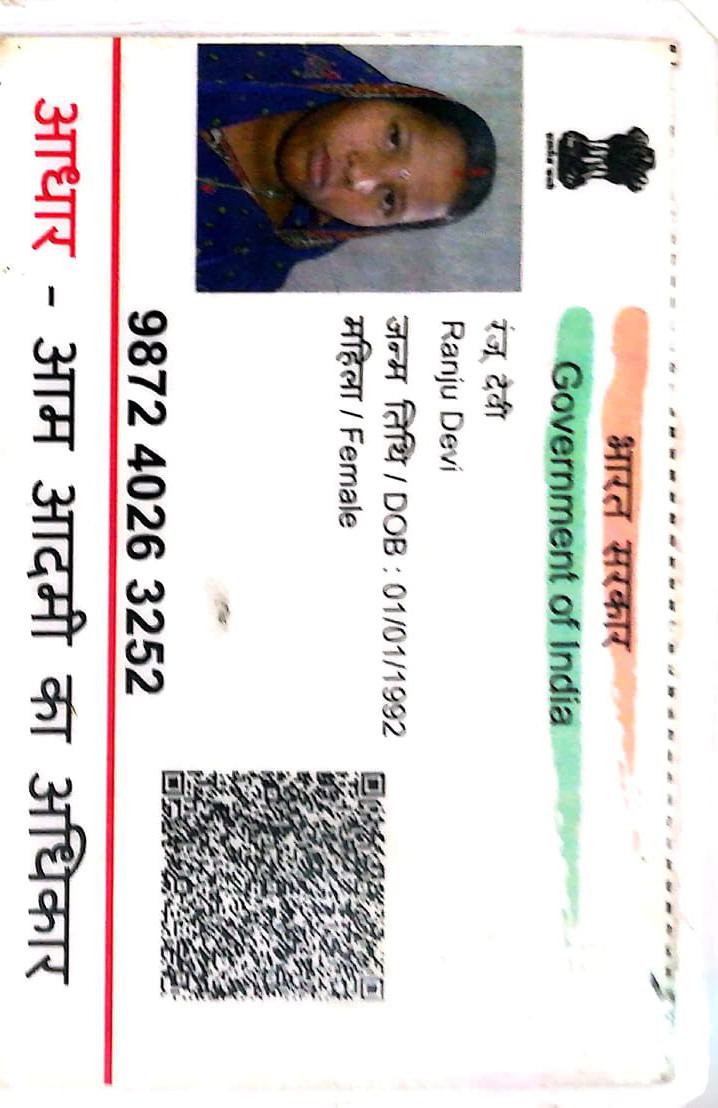 भारत सरकार
Government of India
रंजू देवी
Ranju Devi
जन्म तिथि / DOB : 01/01/1992
महिला / Female
9872 4026 3252
आधार - आम आदमी का अधिकार